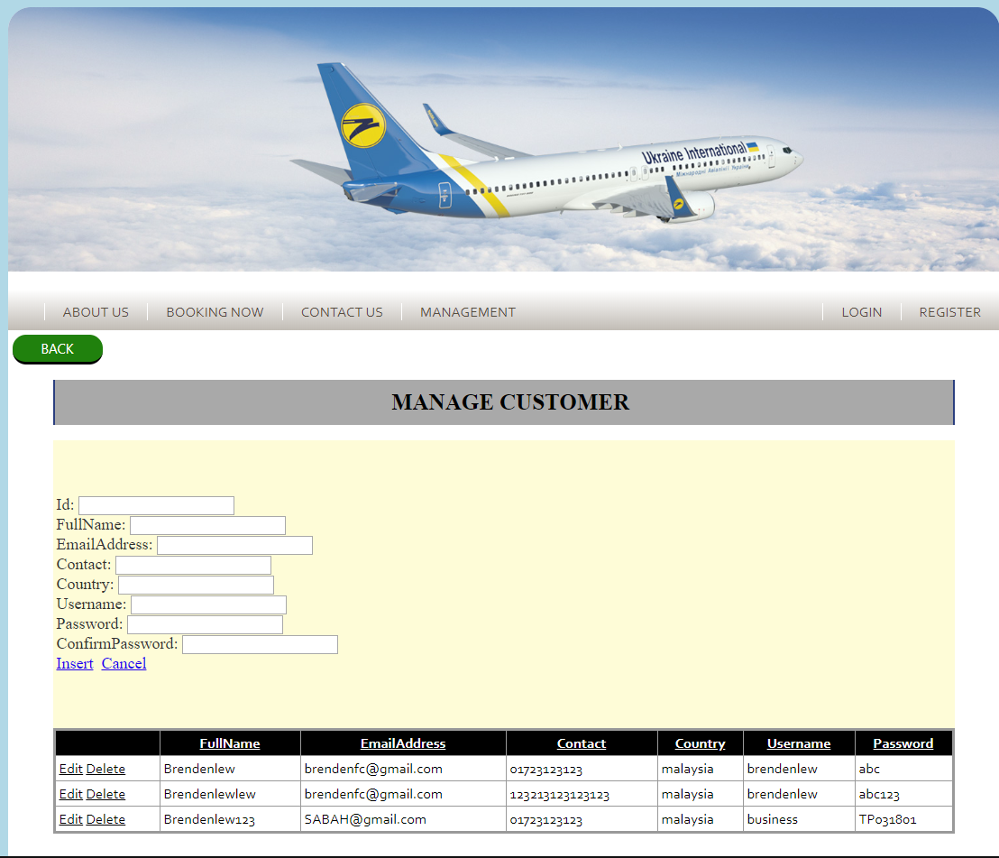 Ukraine International
Міжнародні Авіалінії України
ABOUT US BOOKING NOW CONTACT US MANAGEMENT LOGIN REGISTER
BACK
MANAGE CUSTOMER
Id:
FullName:
EmailAddress:
Contact:
Country:
Username:
Password:
ConfirmPassword:
Insert Cancel
FullName EmailAddress Contact Country Username Password
Edit Delete Brendenlew brendenfc@gmail.com 01723123123 malaysia brendenlew abc
Edit Delete Brendenlewlew brendenfc@gmail.com 123213123123123 malaysia brendenlew abc123
Edit Delete Brendenlew123 SABAH@gmail.com 01723123123 malaysia business TP031801